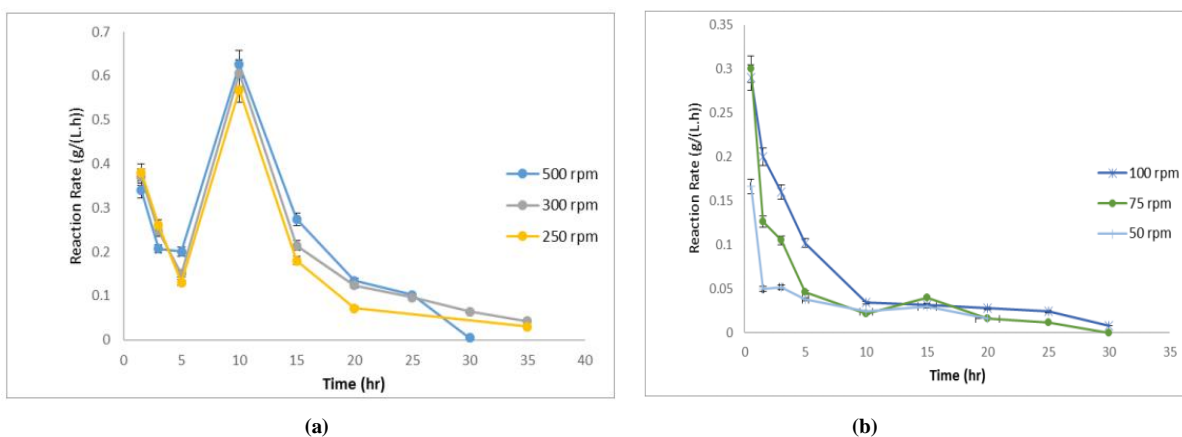 0.7
0.6
0.5
0.4
0.3
0.2
0.1
0
Reaction Rate (g/(L.h))
0 5 10 15 20 25 30 35 40
Time (hr)
500 rpm
300 rpm
250 rpm
(a)
0.35
0.3
0.25
0.2
0.15
0.1
0.05
0
Reaction Rate (g/(L.h))
0 5 10 15 20 25 30 35
Time (hr)
100 rpm
75 rpm
50 rpm
(b)